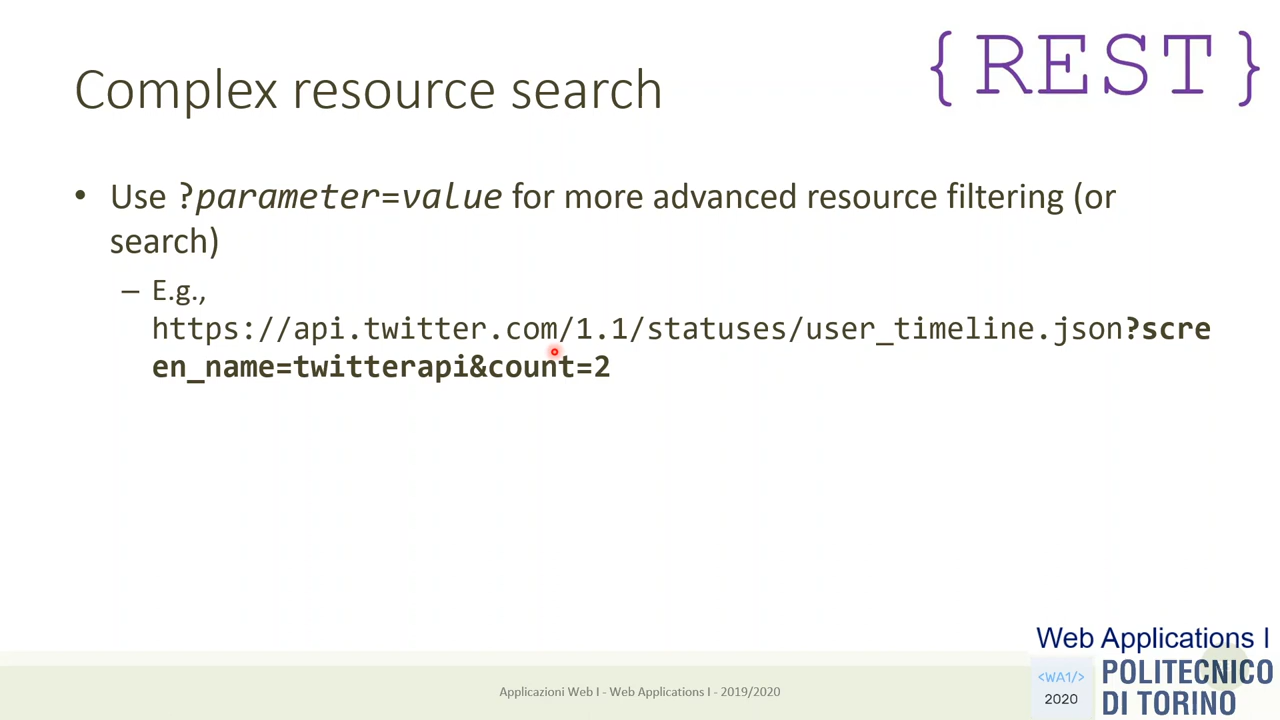 {REST}
Complex resource search
• Use ?parameter=value for more advanced resource filtering (or
search)
– E.g.,
https://api.twitter.com/1.1/statuses/user_timeline.json?scre
en_name=twitterapi&count=2
Applicazioni Web I - Web Applications I - 2019/2020
Web Applications I
<WA1/>
2020
POLITECNICO
DI TORINO